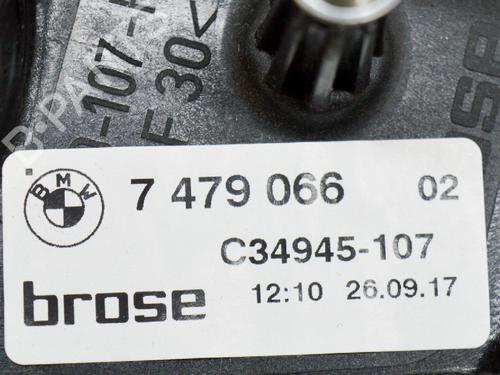 -107-
F 30<
BMW
7 479 066 02
C34945-107
brose 12:10 26.09.17